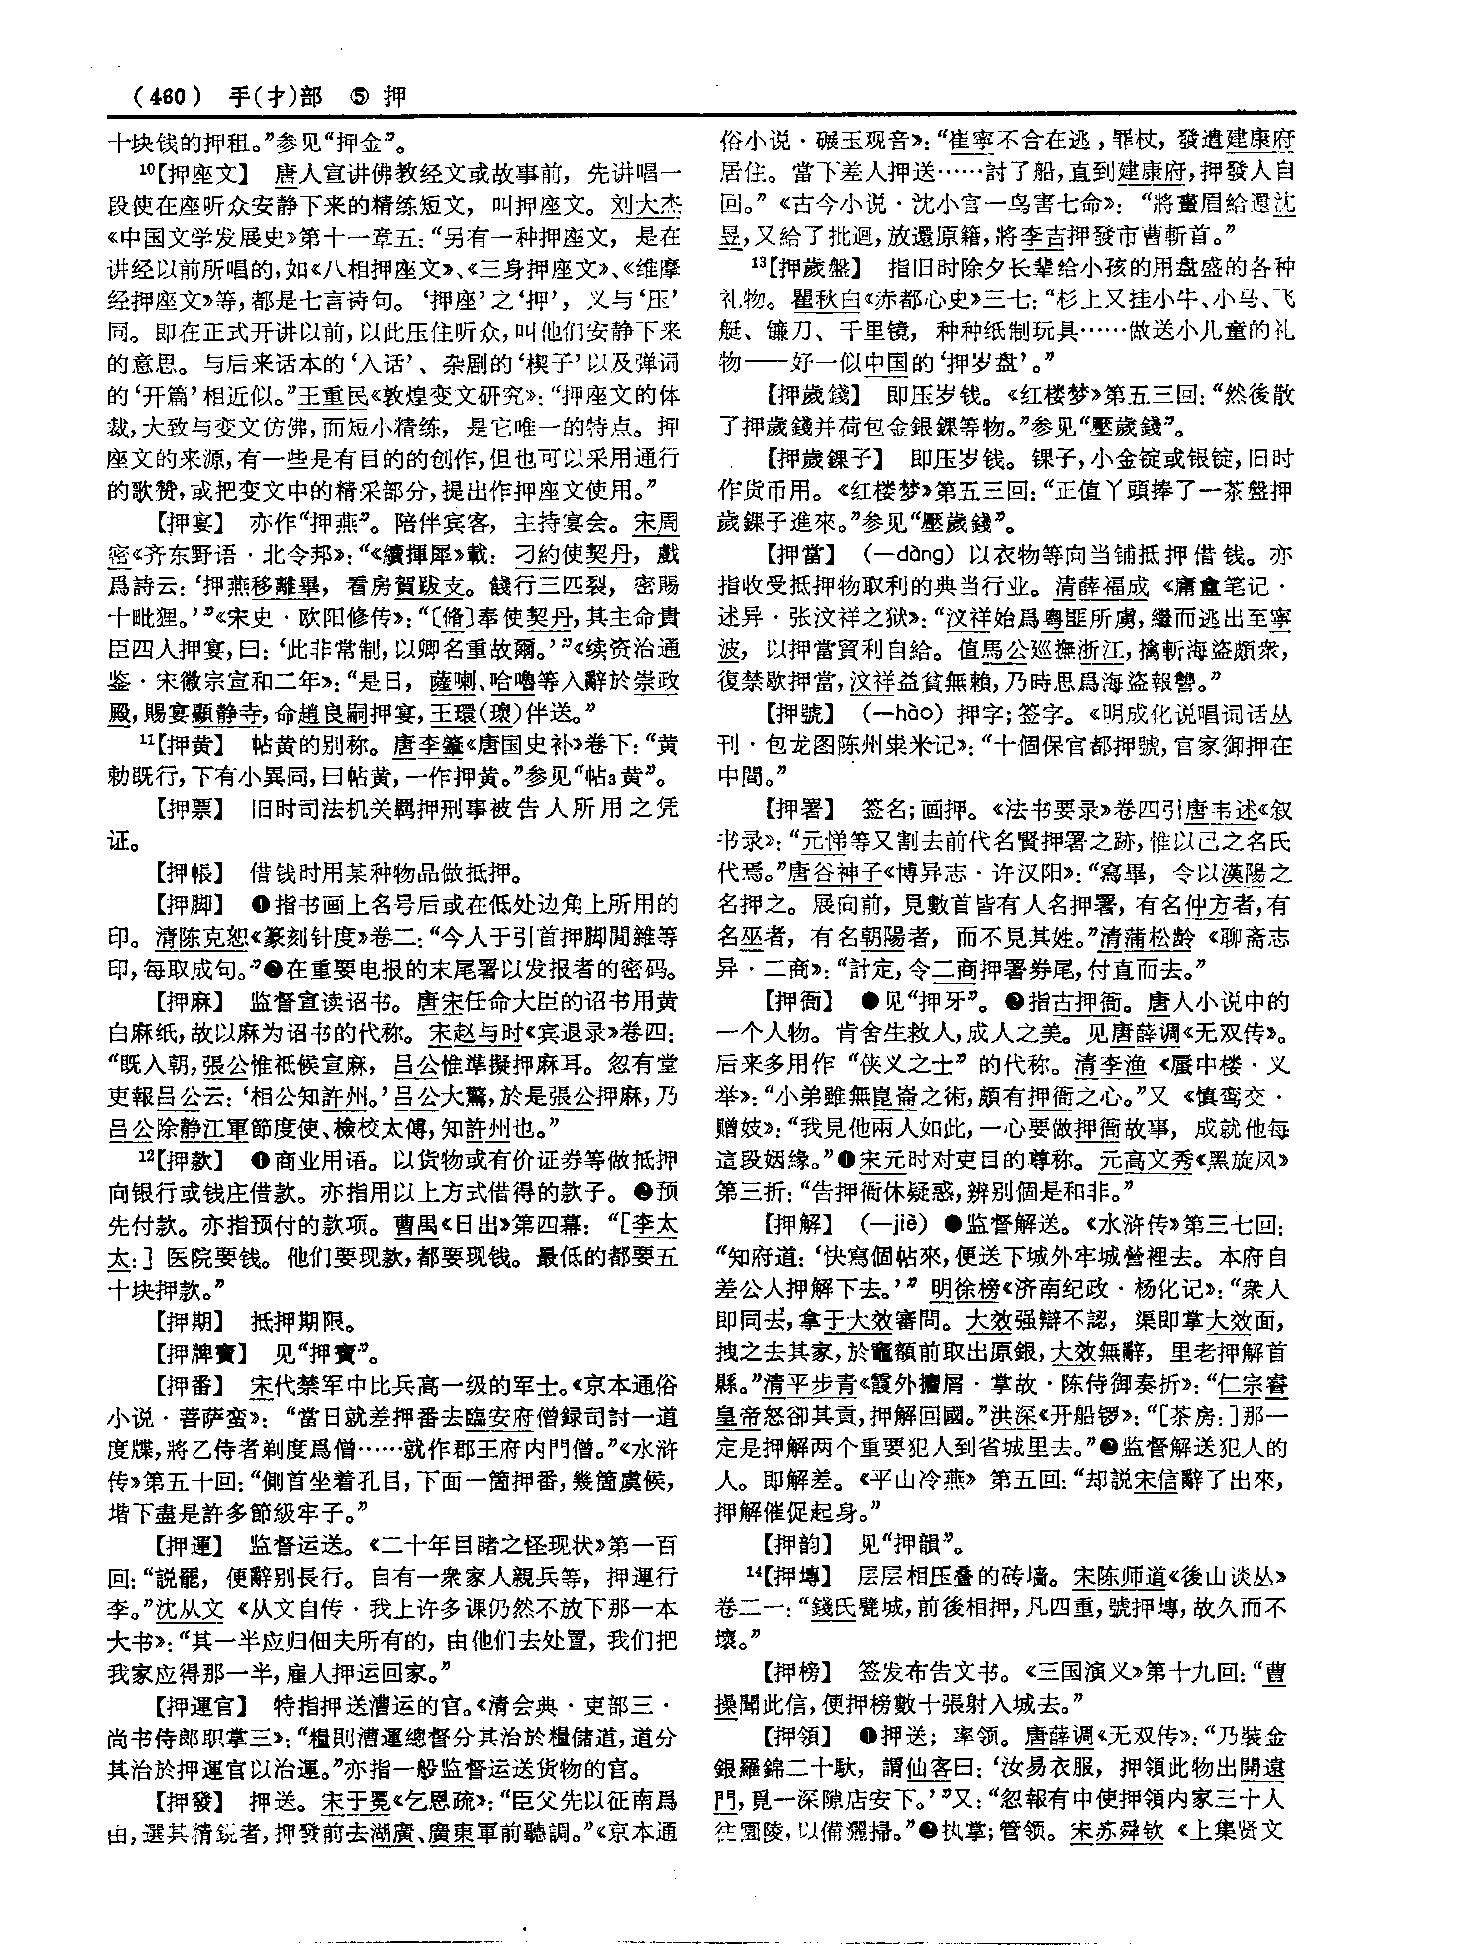 （460） 手(扌)部 ⑤ 押
十块钱的押租。”参见“押金”。
10【押座文】 唐人宣讲佛教经文或故事前，先讲唱一
段使在座听众安静下来的精练短文，叫押座文。刘大杰
《中国文学发展史》第十一章五：“另有一种押座文，是在
讲经以前所唱的，如《八相押座文》、《三身押座文》、《维摩
经押座文》等，都是七言诗句。‘押座’之‘押’，义与‘压’
同。即在正式开讲以前，以此压住听众，叫他们安静下来
的意思。与后来话本的‘入话’、杂剧的‘楔子’以及弹词
的‘开篇’相近似。”王重民《敦煌变文研究》：“押座文的体
裁，大致与变文仿佛，而短小精练，是它唯一的特点。押
座文的来源，有一些是有目的的创作，但也可以采用通行
的歌赞，或把变文中的精采部分，提出作押座文使用。”
【押宴】 亦作“押燕”。陪伴宾客，主持宴会。宋周
密《齐东野语·北令邦》：“《續揮犀》載：刁約使契丹，戲
爲詩云：‘押燕移離畢，看房賀跋支。餞行三匹裂，密賜
十毗狸。’”《宋史·欧阳修传》：“〔脩〕奉使契丹，其主命貴
臣四人押宴，曰：‘此非常制，以卿名重故爾。’”《续资治通
鉴·宋徽宗宣和二年》：“是日，薩喇、哈嚕等入辭於崇政
殿，賜宴顯静寺，命趙良嗣押宴，王環(瓌)伴送。”
11【押黄】 帖黄的别称。唐李肇《唐国史补》卷下：“黄
勅既行，下有小異同，曰帖黄，一作押黄。”参见“帖3黄”。
【押票】 旧时司法机关羁押刑事被告人所用之凭
证。
【押帳】 借钱时用某种物品做抵押。
【押脚】 ❶指书画上名号后或在低处边角上所用的
印。清陈克恕《篆刻针度》卷二：“今人于引首押脚閒雜等
印，每取成句。”❷在重要电报的末尾署以发报者的密码。
【押麻】 监督宣读诏书。唐宋任命大臣的诏书用黄
白麻纸，故以麻为诏书的代称。宋赵与时《宾退录》卷四：
“既入朝，張公惟祗候宣麻，吕公惟準擬押麻耳。忽有堂
吏報吕公云：‘相公知許州。’吕公大驚，於是張公押麻，乃
吕公除静江軍節度使、檢校太傅，知許州也。”
12【押款】 ❶商业用语。以货物或有价证券等做抵押
向银行或钱庄借款。亦指用以上方式借得的款子。❷预
先付款。亦指预付的款项。曹禺《日出》第四幕：“［李太
太：］医院要钱。他们要现款，都要现钱。最低的都要五
十块押款。”
【押期】 抵押期限。
【押牌寶】 见“押寶”。
【押番】 宋代禁军中比兵高一级的军士。《京本通俗
小说·菩萨蛮》：“當日就差押番去臨安府僧録司討一道
度牒，將乙侍者剃度爲僧……就作郡王府内門僧。”《水浒
传》第五十回：“側首坐着孔目，下面一箇押番，幾箇虞候，
堦下盡是許多節級牢子。”
【押運】 监督运送。《二十年目睹之怪现状》第一百
回：“説罷，便辭别長行。自有一衆家人親兵等，押運行
李。”沈从文《从文自传·我上许多课仍然不放下那一本
大书》：“其一半应归佃夫所有的，由他们去处置，我们把
我家应得那一半，雇人押运回家。”
【押運官】 特指押送漕运的官。《清会典·吏部三·
尚书侍郎职掌三》：“糧則漕運總督分其治於糧儲道，道分
其治於押運官以治運。”亦指一般监督运送货物的官。
【押發】 押送。宋于冕《乞恩疏》：“臣父先以征南爲
由，選其精鋭者，押發前去湖廣、廣東軍前聽調。”《京本通
俗小说·碾玉观音》：“崔寧不合在逃，罪杖，發遣建康府
居住。當下差人押送……討了船，直到建康府，押發人自
回。”《古今小说·沈小官一鸟害七命》：“將畫眉給還沈
昱，又給了批迴，放還原籍，將李吉押發市曹斬首。”
13【押歲盤】 指旧时除夕长辈给小孩的用盘盛的各种
礼物。瞿秋白《赤都心史》三七：“杉上又挂小牛、小马、飞
艇、镰刀、千里镜，种种纸制玩具……做送小儿童的礼
物——好一似中国的‘押岁盘’。”
【押歲錢】 即压岁钱。《红楼梦》第五三回：“然後散
了押歲錢并荷包金銀錁等物。”参见“壓歲錢”。
【押歲錁子】 即压岁钱。锞子，小金锭或银锭，旧时
作货币用。《红楼梦》第五三回：“正值丫頭捧了一茶盤押
歲錁子進來。”参见“壓歲錢”。
【押當】 （—dàng）以衣物等向当铺抵押借钱。亦
指收受抵押物取利的典当行业。清薛福成《庸盦笔记·
述异·张汶祥之狱》：“汶祥始爲粤匪所虜，繼而逃出至寧
波，以押當貿利自給。值馬公巡撫浙江，擒斬海盜頗衆，
復禁歇押當，汶祥益貧無賴，乃時思爲海盜報讐。”
【押號】 （—hào）押字；签字。《明成化说唱词话丛
刊·包龙图陈州粜米记》：“十個保官都押號，官家御押在
中間。”
【押署】 签名；画押。《法书要录》卷四引唐韦述《叙
书录》：“元悌等又割去前代名賢押署之跡，惟以己之名氏
代焉。”唐谷神子《博异志·许汉阳》：“寫畢，令以漢陽之
名押之。展向前，見數首皆有人名押署，有名仲方者，有
名巫者，有名朝陽者，而不見其姓。”清蒲松龄《聊斋志
异·二商》：“計定，令二商押署券尾，付直而去。”
【押衙】 ❶见“押牙”。❷指古押衙。唐人小说中的
一个人物。肯舍生救人，成人之美。见唐薛调《无双传》。
后来多用作“侠义之士”的代称。清李渔《蜃中楼·义
举》：“小弟雖無崑崙之術，頗有押衙之心。”又《慎鸾交·
赠妓》：“我見他兩人如此，一心要做押衙故事，成就他每
這段姻緣。”❸宋元时对吏目的尊称。元高文秀《黑旋风》
第三折：“告押衙休疑惑，辨别個是和非。”
【押解】 （—jiè）❶监督解送。《水浒传》第三七回：
“知府道：‘快寫個帖來，便送下城外牢城營裡去。本府自
差公人押解下去。’”明徐榜《济南纪政·杨化记》：“衆人
即同去，拿于大效審問。大效强辯不認，渠即掌大效面，
拽之去其家，於竈額前取出原銀，大效無辭，里老押解首
縣。”清平步青《霞外攟屑·掌故·陈侍御奏折》：“仁宗睿
皇帝怒卻其貢，押解回國。”洪深《开船锣》：“［茶房：］那一
定是押解两个重要犯人到省城里去。”❷监督解送犯人的
人。即解差。《平山冷燕》第五回：“却説宋信辭了出來，
押解催促起身。”
【押韵】 见“押韻”。
14【押塼】 层层相压叠的砖墙。宋陈师道《後山谈丛》
卷二一：“錢氏甓城，前後相押，凡四重，號押塼，故久而不
壞。”
【押榜】 签发布告文书。《三国演义》第十九回：“曹
操聞此信，便押榜數十張射入城去。”
【押領】 ❶押送；率领。唐薛调《无双传》：“乃裝金
銀羅錦二十馱，謂仙客曰：‘汝易衣服，押領此物出開遠
門，覓一深隙店安下。’”又：“忽報有中使押領内家三十人
往園陵，以備灑掃。”❷执掌；管领。宋苏舜钦《上集贤文